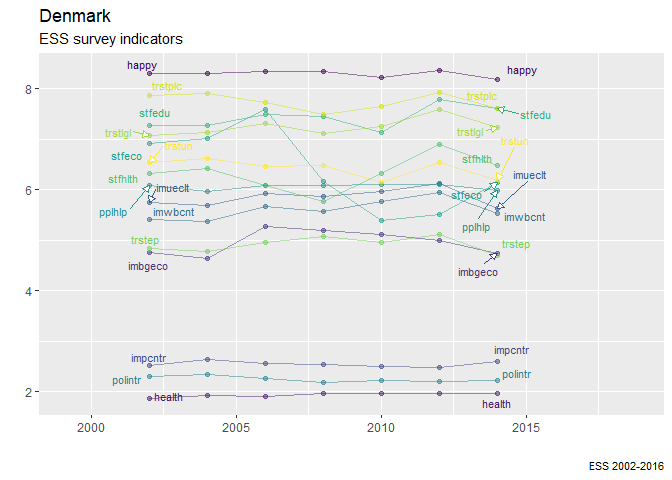 Denmark
ESS survey indicators
happy
happy
8
trstplc
trstplc
stfedu
stfedu
trstlgl
trstlgl
trstun
trstun
stfeco
stfhlth
stfhlth
imueclt
imueclt
6
stfeco
pplhlp
imwbcnt
imwbcnt
pplhlp
trstep
trstep
imbgeco
imbgeco
4
impcntr
impcntr
polintr
polintr
2
health
health
2000
2005
2010
2015
ESS 2002-2016